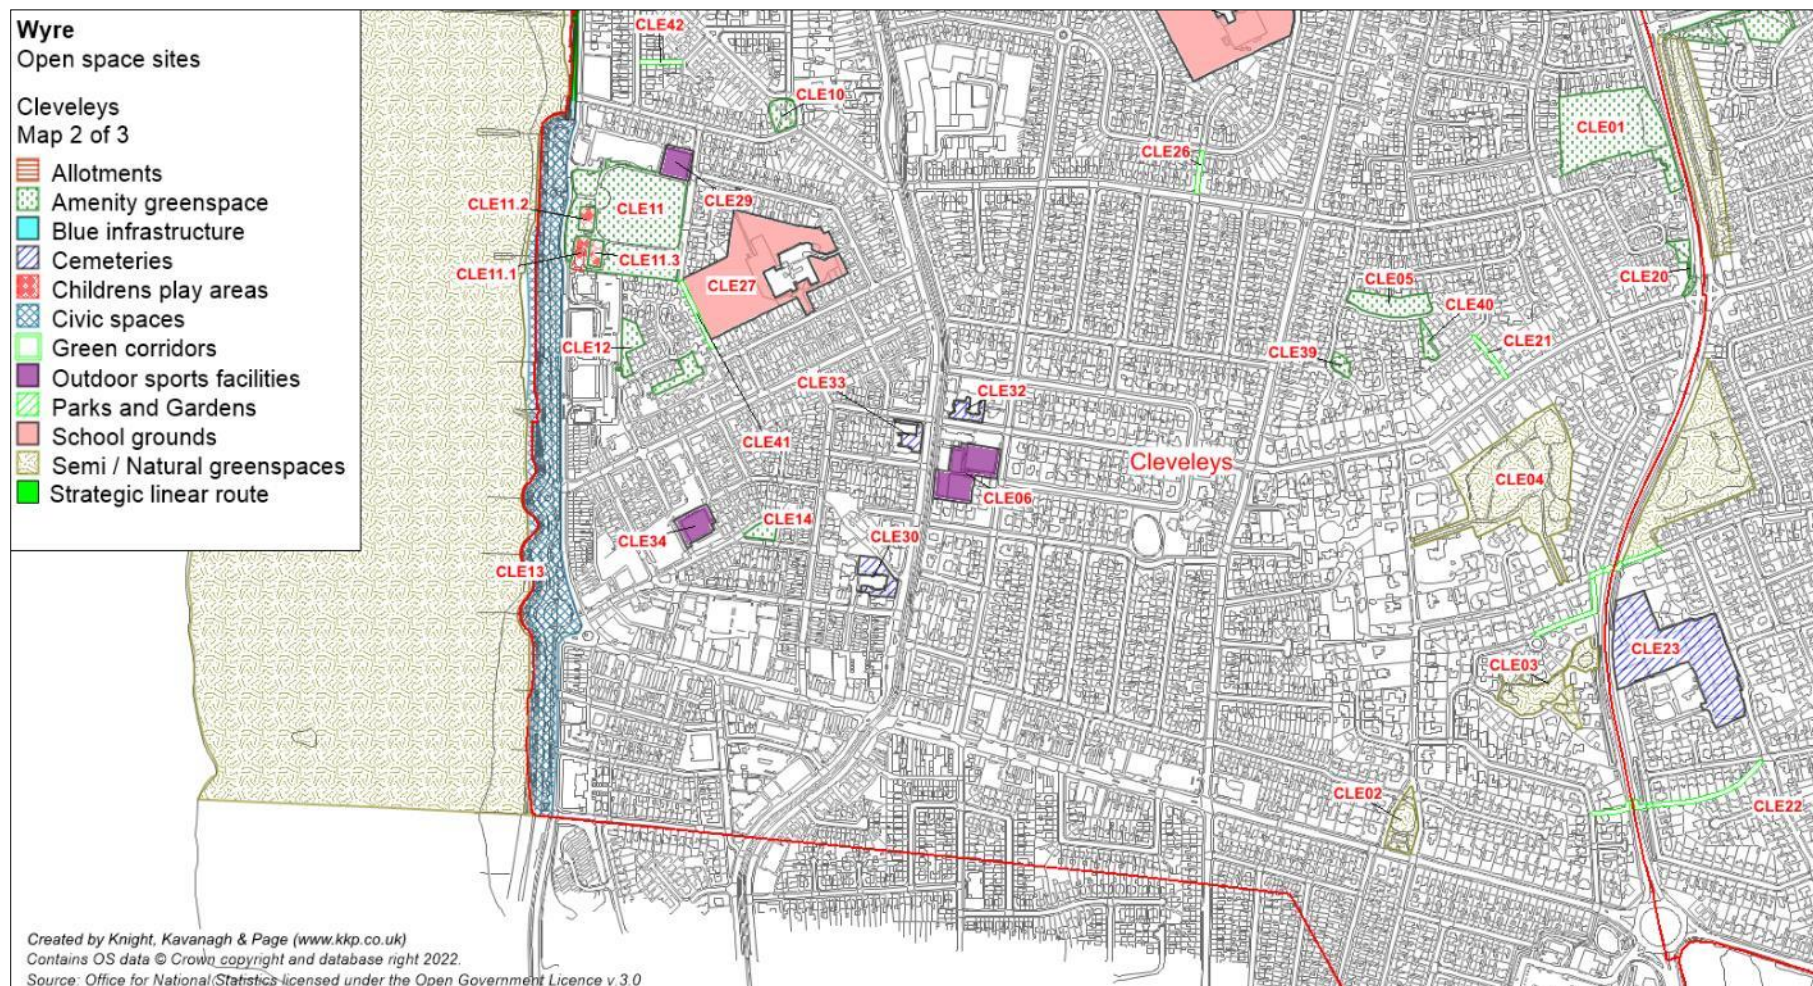 Wyre
Open space sites
Cleveleys
Map 2 of 3
Allotments
Amenity greenspace
Blue infrastructure
Cemeteries
Childrens play areas
Civic spaces
Green corridors
Outdoor sports facilities
Parks and Gardens
School grounds
Semi / Natural greenspaces
Strategic linear route
CLE42
CLE10
CLE01
CLE26
CLE11.2
CLE11
CLE29
CLE11.1
CLE11.3
CLE27
CLE20
CLE05
CLE40
CLE12
CLE39
CLE21
CLE33
CLE32
CLE41
Cleveleys
CLE04
CLE06
CLE14
CLE34
CLE30
CLE13
CLE23
CLE03
CLE02
CLE22
Created by Knight, Kavanagh & Page (www.kkp.co.uk)
Contains OS data © Crown copyright and database right 2022.
Source: Office for National Statistics licensed under the Open Government Licence v.3.0